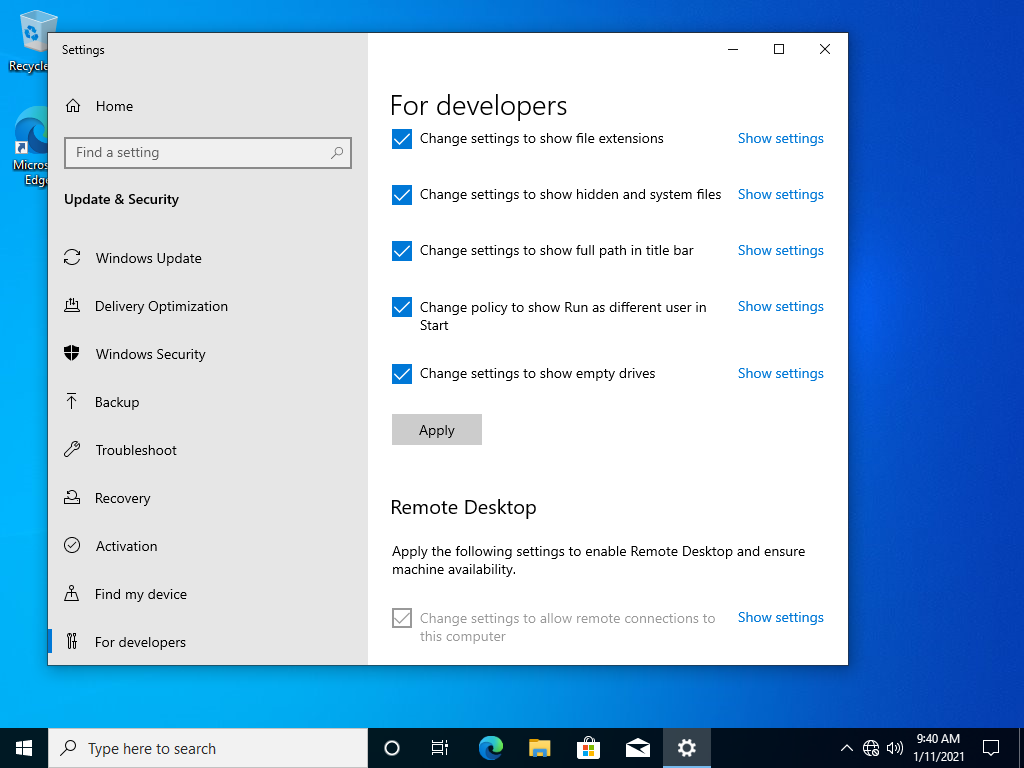 Recycle
Micros
Edge
Settings
Home
Find a setting
Update & Security
Windows Update
Delivery Optimization
Windows Security
Backup
Troubleshoot
Recovery
Activation
Find my device
For developers
For developers
Change settings to show file extensions
Show settings
Change settings to show hidden and system files
Show settings
Change settings to show full path in title bar
Show settings
Change policy to show Run as different user in
Start
Show settings
Change settings to show empty drives
Show settings
Apply
Remote Desktop
Apply the following settings to enable Remote Desktop and ensure
machine availability.
Change settings to allow remote connections to
this computer
Show settings
Type here to search
9:40 AM
1/11/2021